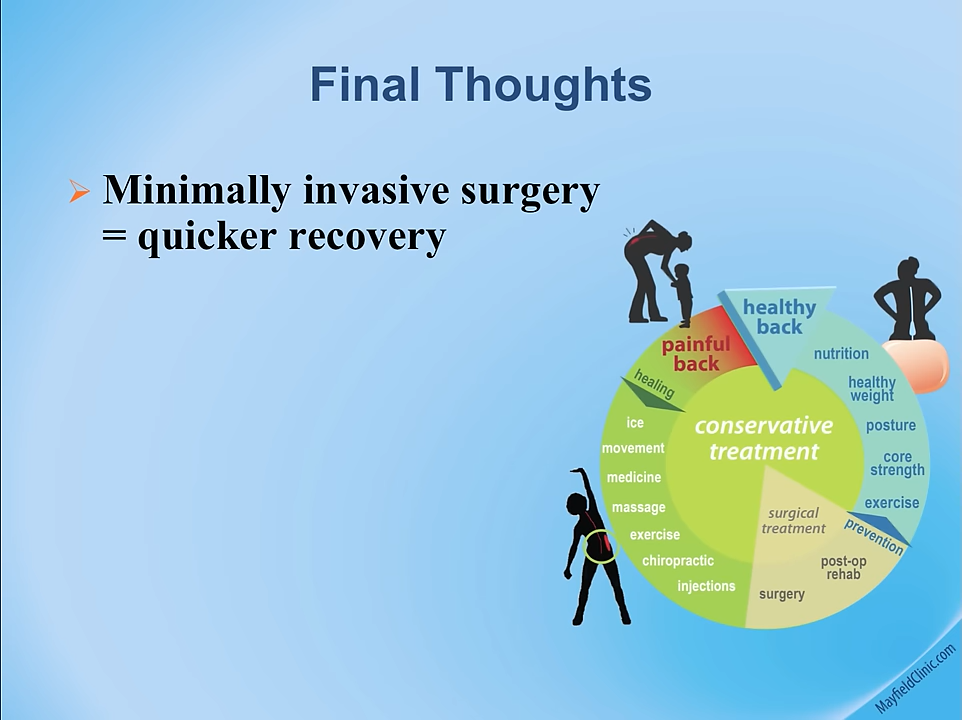 Final Thoughts
Minimally invasive surgery
= quicker recovery
healthy
back
painful
back
healing
ice
movement
medicine
massage
exercise
chiropractic
injections
conservative
treatment
nutrition
healthy
weight
posture
core
strength
exercise
prevention
surgical
treatment
post-op
rehab
surgery
MayfieldClinic.com